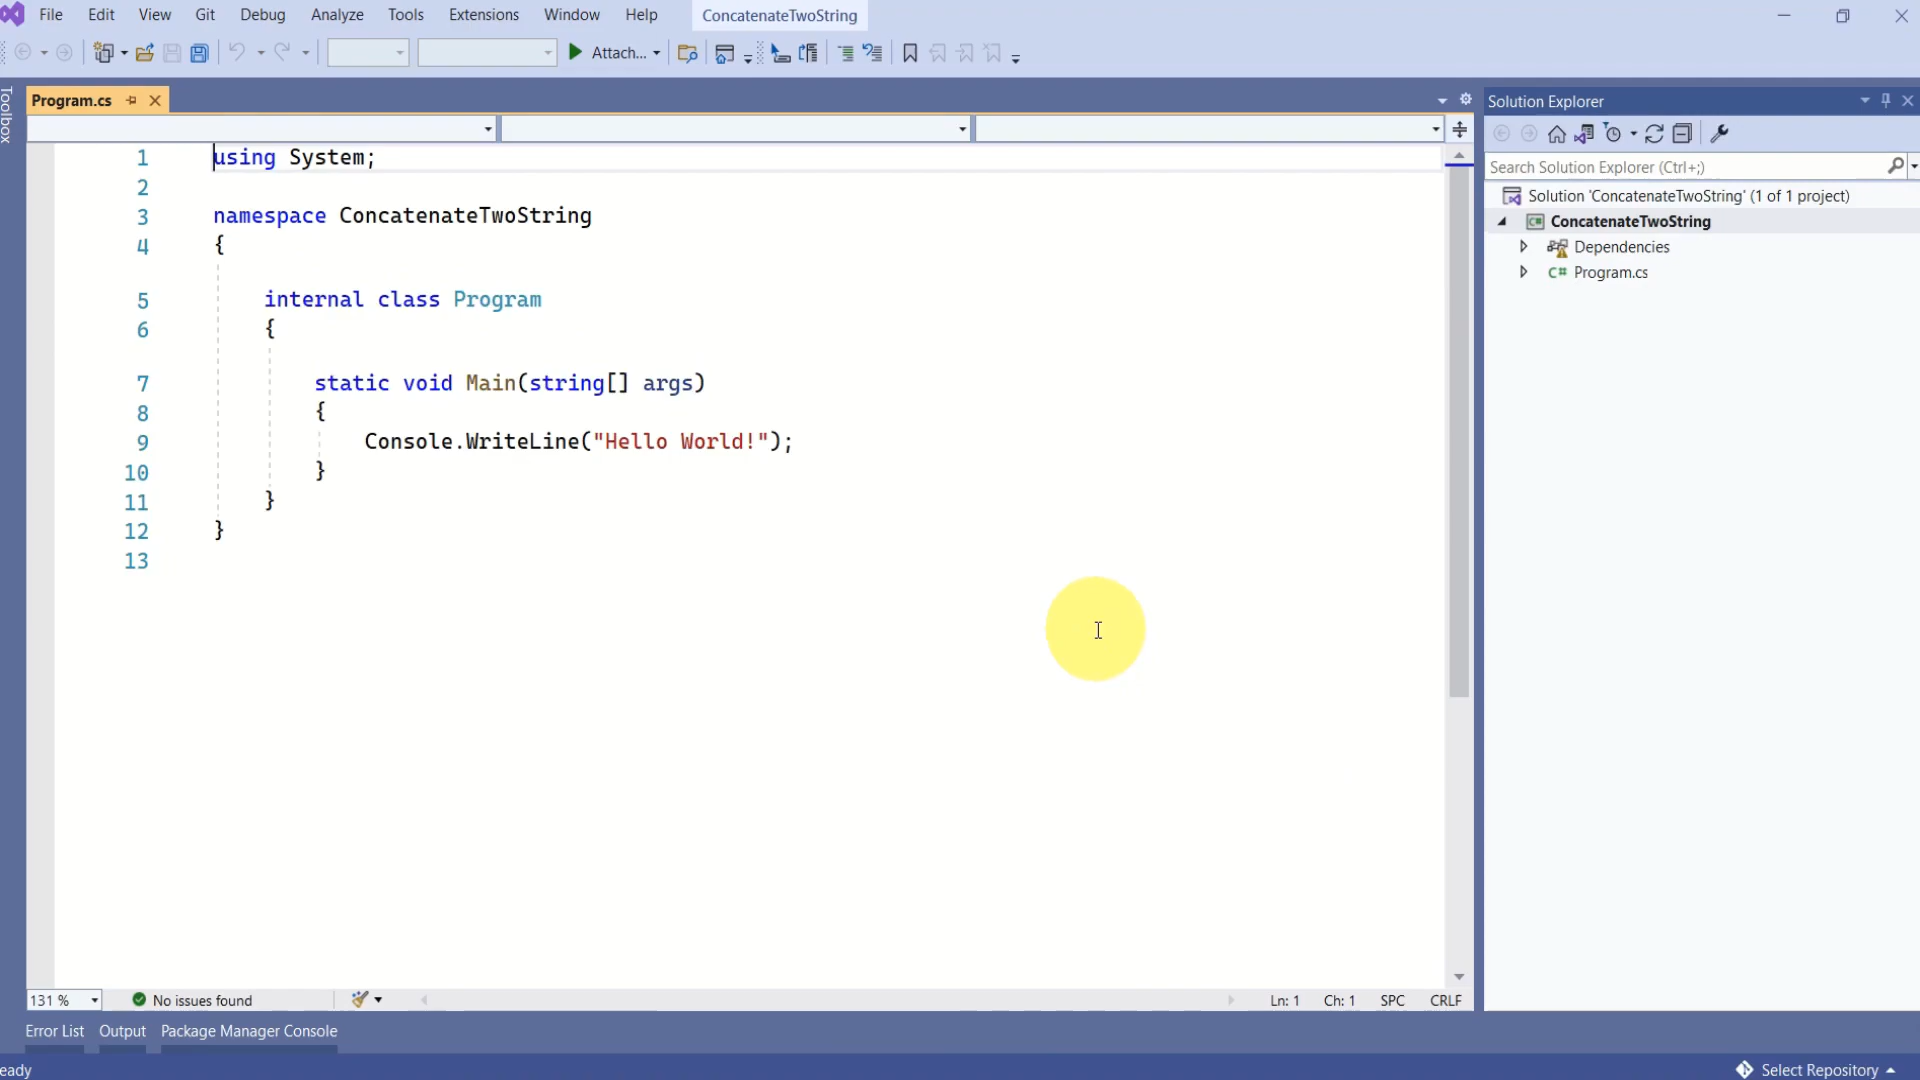 File Edit View Git Debug Analyze Tools Extensions Window Help ConcatenateTwoString
Attach...
Toolbox
Program.cs
1 using System;
2
3 namespace ConcatenateTwoString
4 {
5 internal class Program
6 {
7 static void Main(string[] args)
8 {
9 Console.WriteLine("Hello World!");
10 }
11 }
12 }
13
Solution Explorer
Search Solution Explorer (Ctrl+;)
Solution 'ConcatenateTwoString' (1 of 1 project)
ConcatenateTwoString
Dependencies
C# Program.cs
131 % No issues found Ln: 1 Ch: 1 SPC CRLF
Error List Output Package Manager Console
eady Select Repository